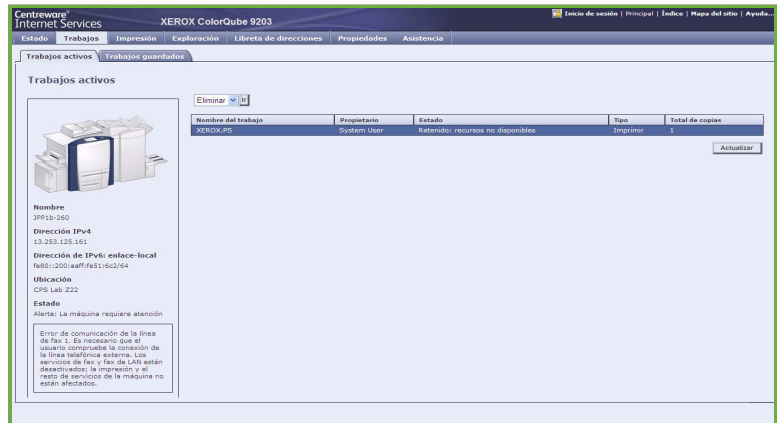 Centreware®
Internet Services
XEROX ColorQube 9203
Inicio de sesión | Principal | Índice | Mapa del sitio | Ayuda...
Estado Trabajos Impresión Exploración Libreta de direcciones Propiedades Asistencia
Trabajos activos Trabajos guardados
Trabajos activos
Eliminar Ir
Nombre del trabajo Propietario Estado Tipo Total de copias
XEROX.PS System User Retenido: recursos no disponibles Imprimir 1
Actualizar
Nombre
JPP1b-260
Dirección IPv4
13.253.125.161
Dirección de IPv6: enlace-local
fe80::200:aaff:fe51:6c2/64
Ubicación
CPS Lab Z22
Estado
Alerta: La máquina requiere atención
Error de comunicación de la línea
de fax 1. Es necesario que el
usuario compruebe la conexión de
la línea telefónica externa. Los
servicios de fax y fax de LAN están
desactivados; la impresión y el
resto de servicios de la máquina no
están afectados.